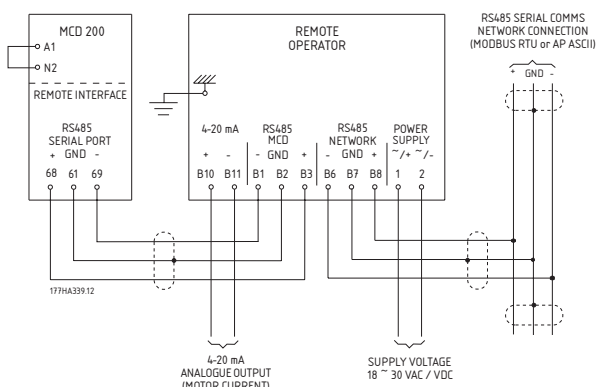 MCD 200
A1
N2
REMOTE INTERFACE
RS485
SERIAL PORT
+ GND -
68 61 69
REMOTE
OPERATOR
4-20 mA
+ -
B10 B11
RS485
MCD
- GND +
B1 B2 B3
RS485
NETWORK
- GND +
B6 B7 B8
POWER
SUPPLY
~/+ ~/-
1 2
RS485 SERIAL COMMS
NETWORK CONNECTION
(MODBUS RTU or AP ASCII)
+ GND -
177HA339.12
4-20 mA
ANALOGUE OUTPUT
(MOTOR CURRENT)
SUPPLY VOLTAGE
18 ~ 30 VAC / VDC